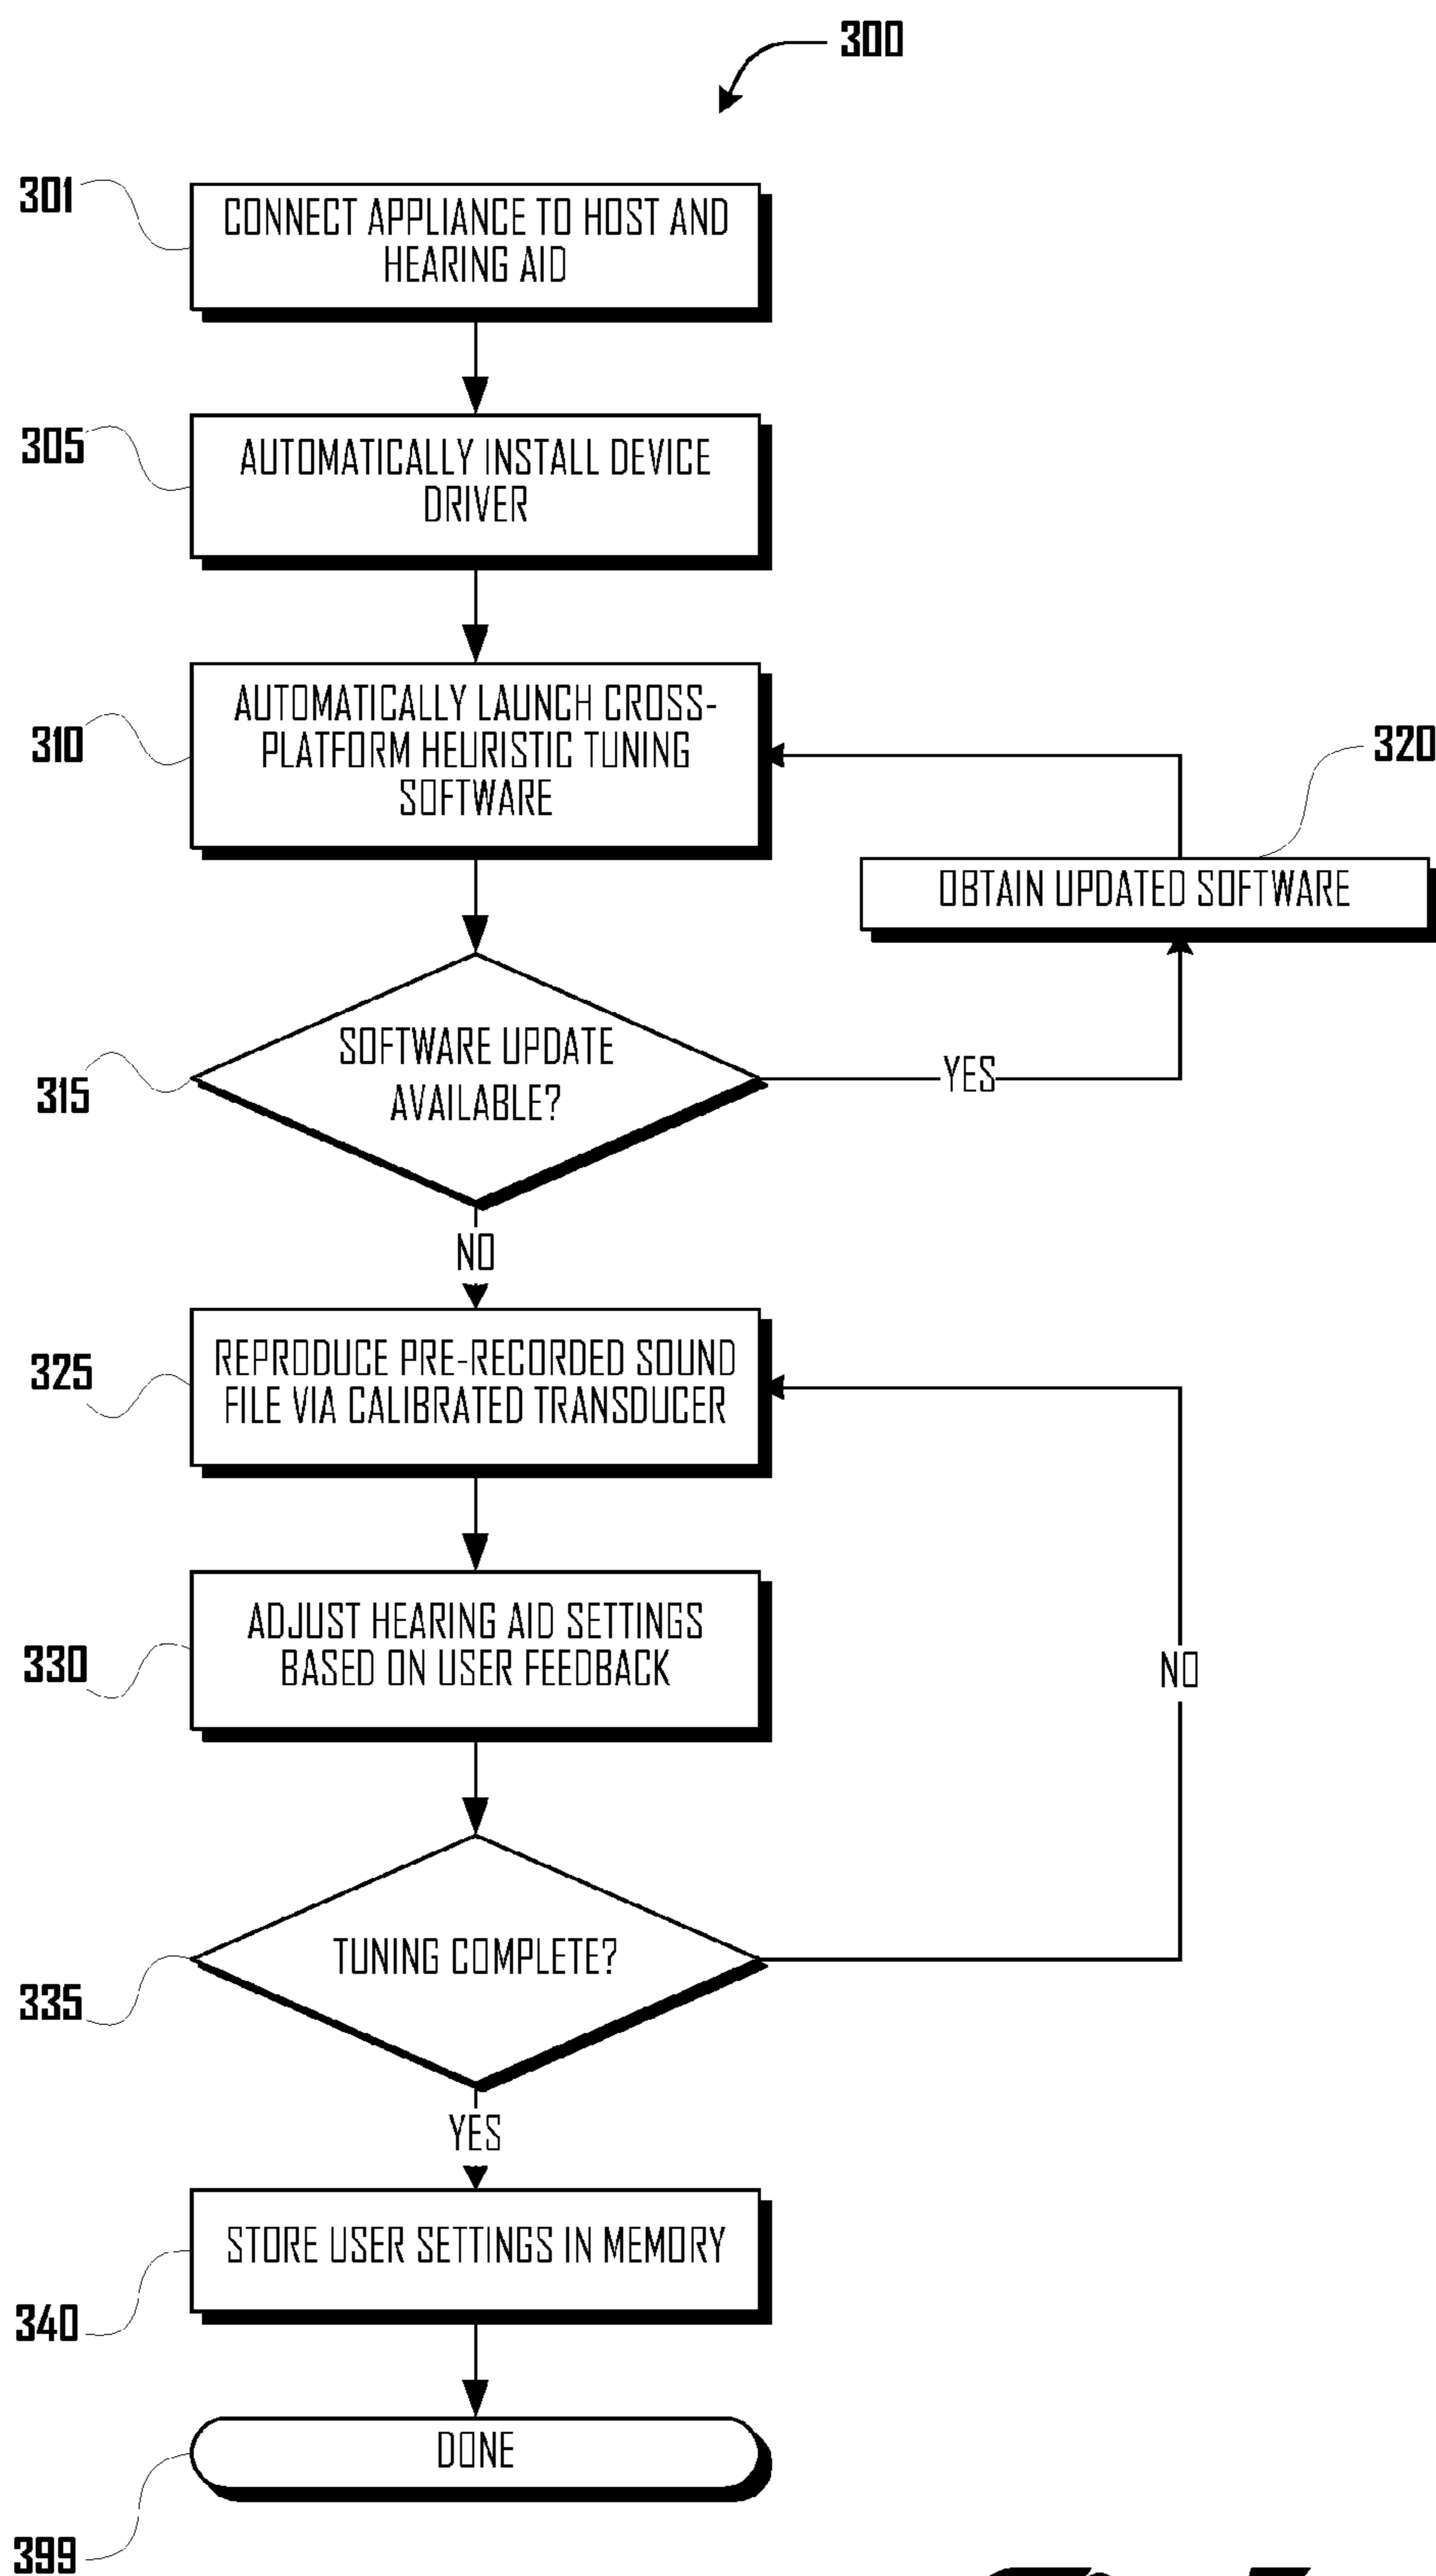 300
301
CONNECT APPLIANCE TO HOST AND
HEARING AID
305
AUTOMATICALLY INSTALL DEVICE
DRIVER
310
AUTOMATICALLY LAUNCH CROSS-
PLATFORM HEURISTIC TUNING
SOFTWARE
320
OBTAIN UPDATED SOFTWARE
315
SOFTWARE UPDATE
AVAILABLE?
YES
NO
325
REPRODUCE PRE-RECORDED SOUND
FILE VIA CALIBRATED TRANSDUCER
330
ADJUST HEARING AID SETTINGS
BASED ON USER FEEDBACK
NO
335
TUNING COMPLETE?
YES
340
STORE USER SETTINGS IN MEMORY
DONE
399